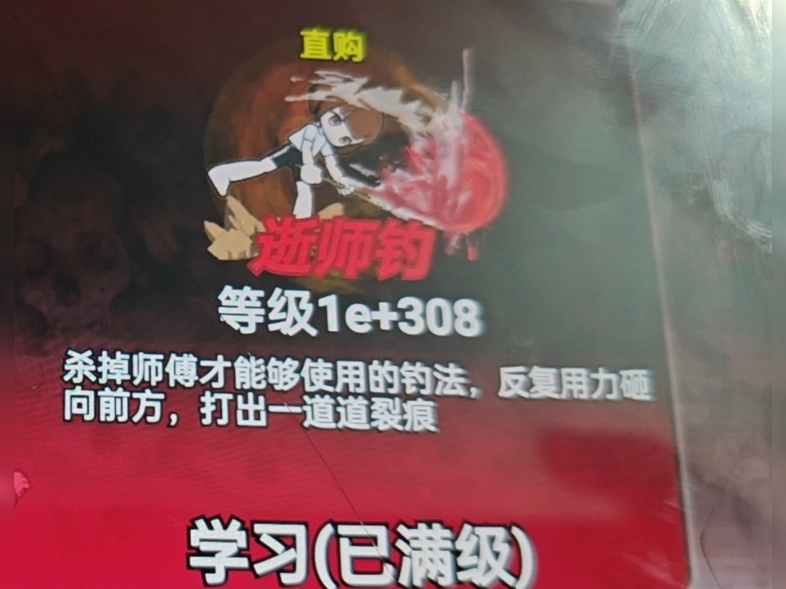 直购
逝师钓
等级1e+308
杀掉师傅才能够使用的钓法，反复用力砸
向前方，打出一道道裂痕
学习(已满级)